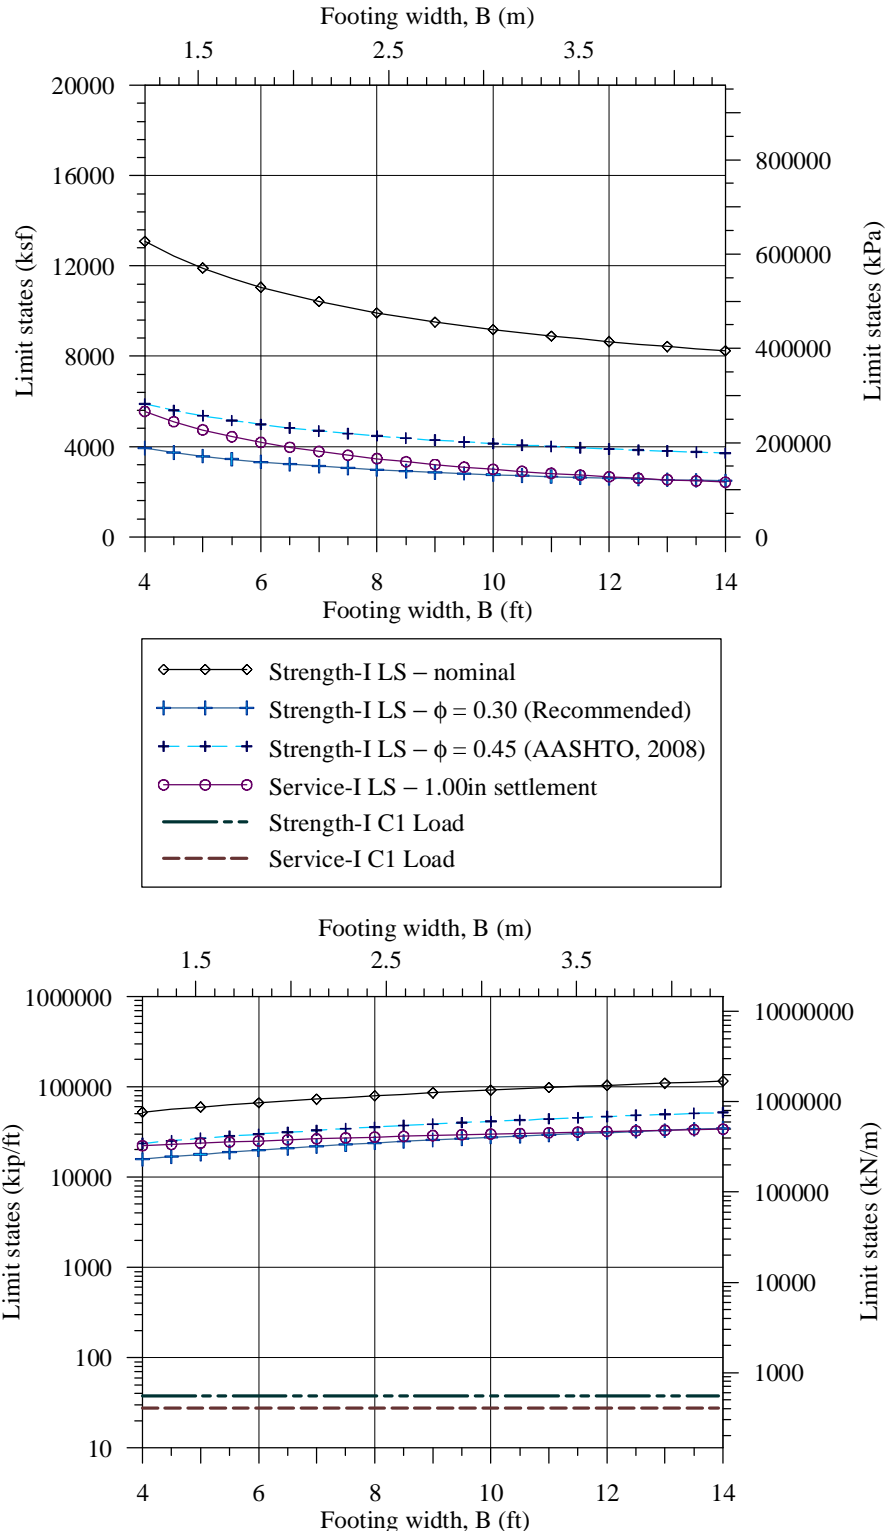 Footing width, B (m)
1.5 2.5 3.5
20000
16000
12000
8000
4000
0
Limit states (ksf)
800000
600000
400000
200000
0
Limit states (kPa)
4 6 8 10 12 14
Footing width, B (ft)
Strength-I LS – nominal
Strength-I LS – ϕ = 0.30 (Recommended)
Strength-I LS – ϕ = 0.45 (AASHTO, 2008)
Service-I LS – 1.00in settlement
Strength-I C1 Load
Service-I C1 Load
Footing width, B (m)
1.5 2.5 3.5
1000000
100000
10000
1000
100
10
Limit states (kip/ft)
10000000
1000000
100000
10000
1000
Limit states (kN/m)
4 6 8 10 12 14
Footing width, B (ft)